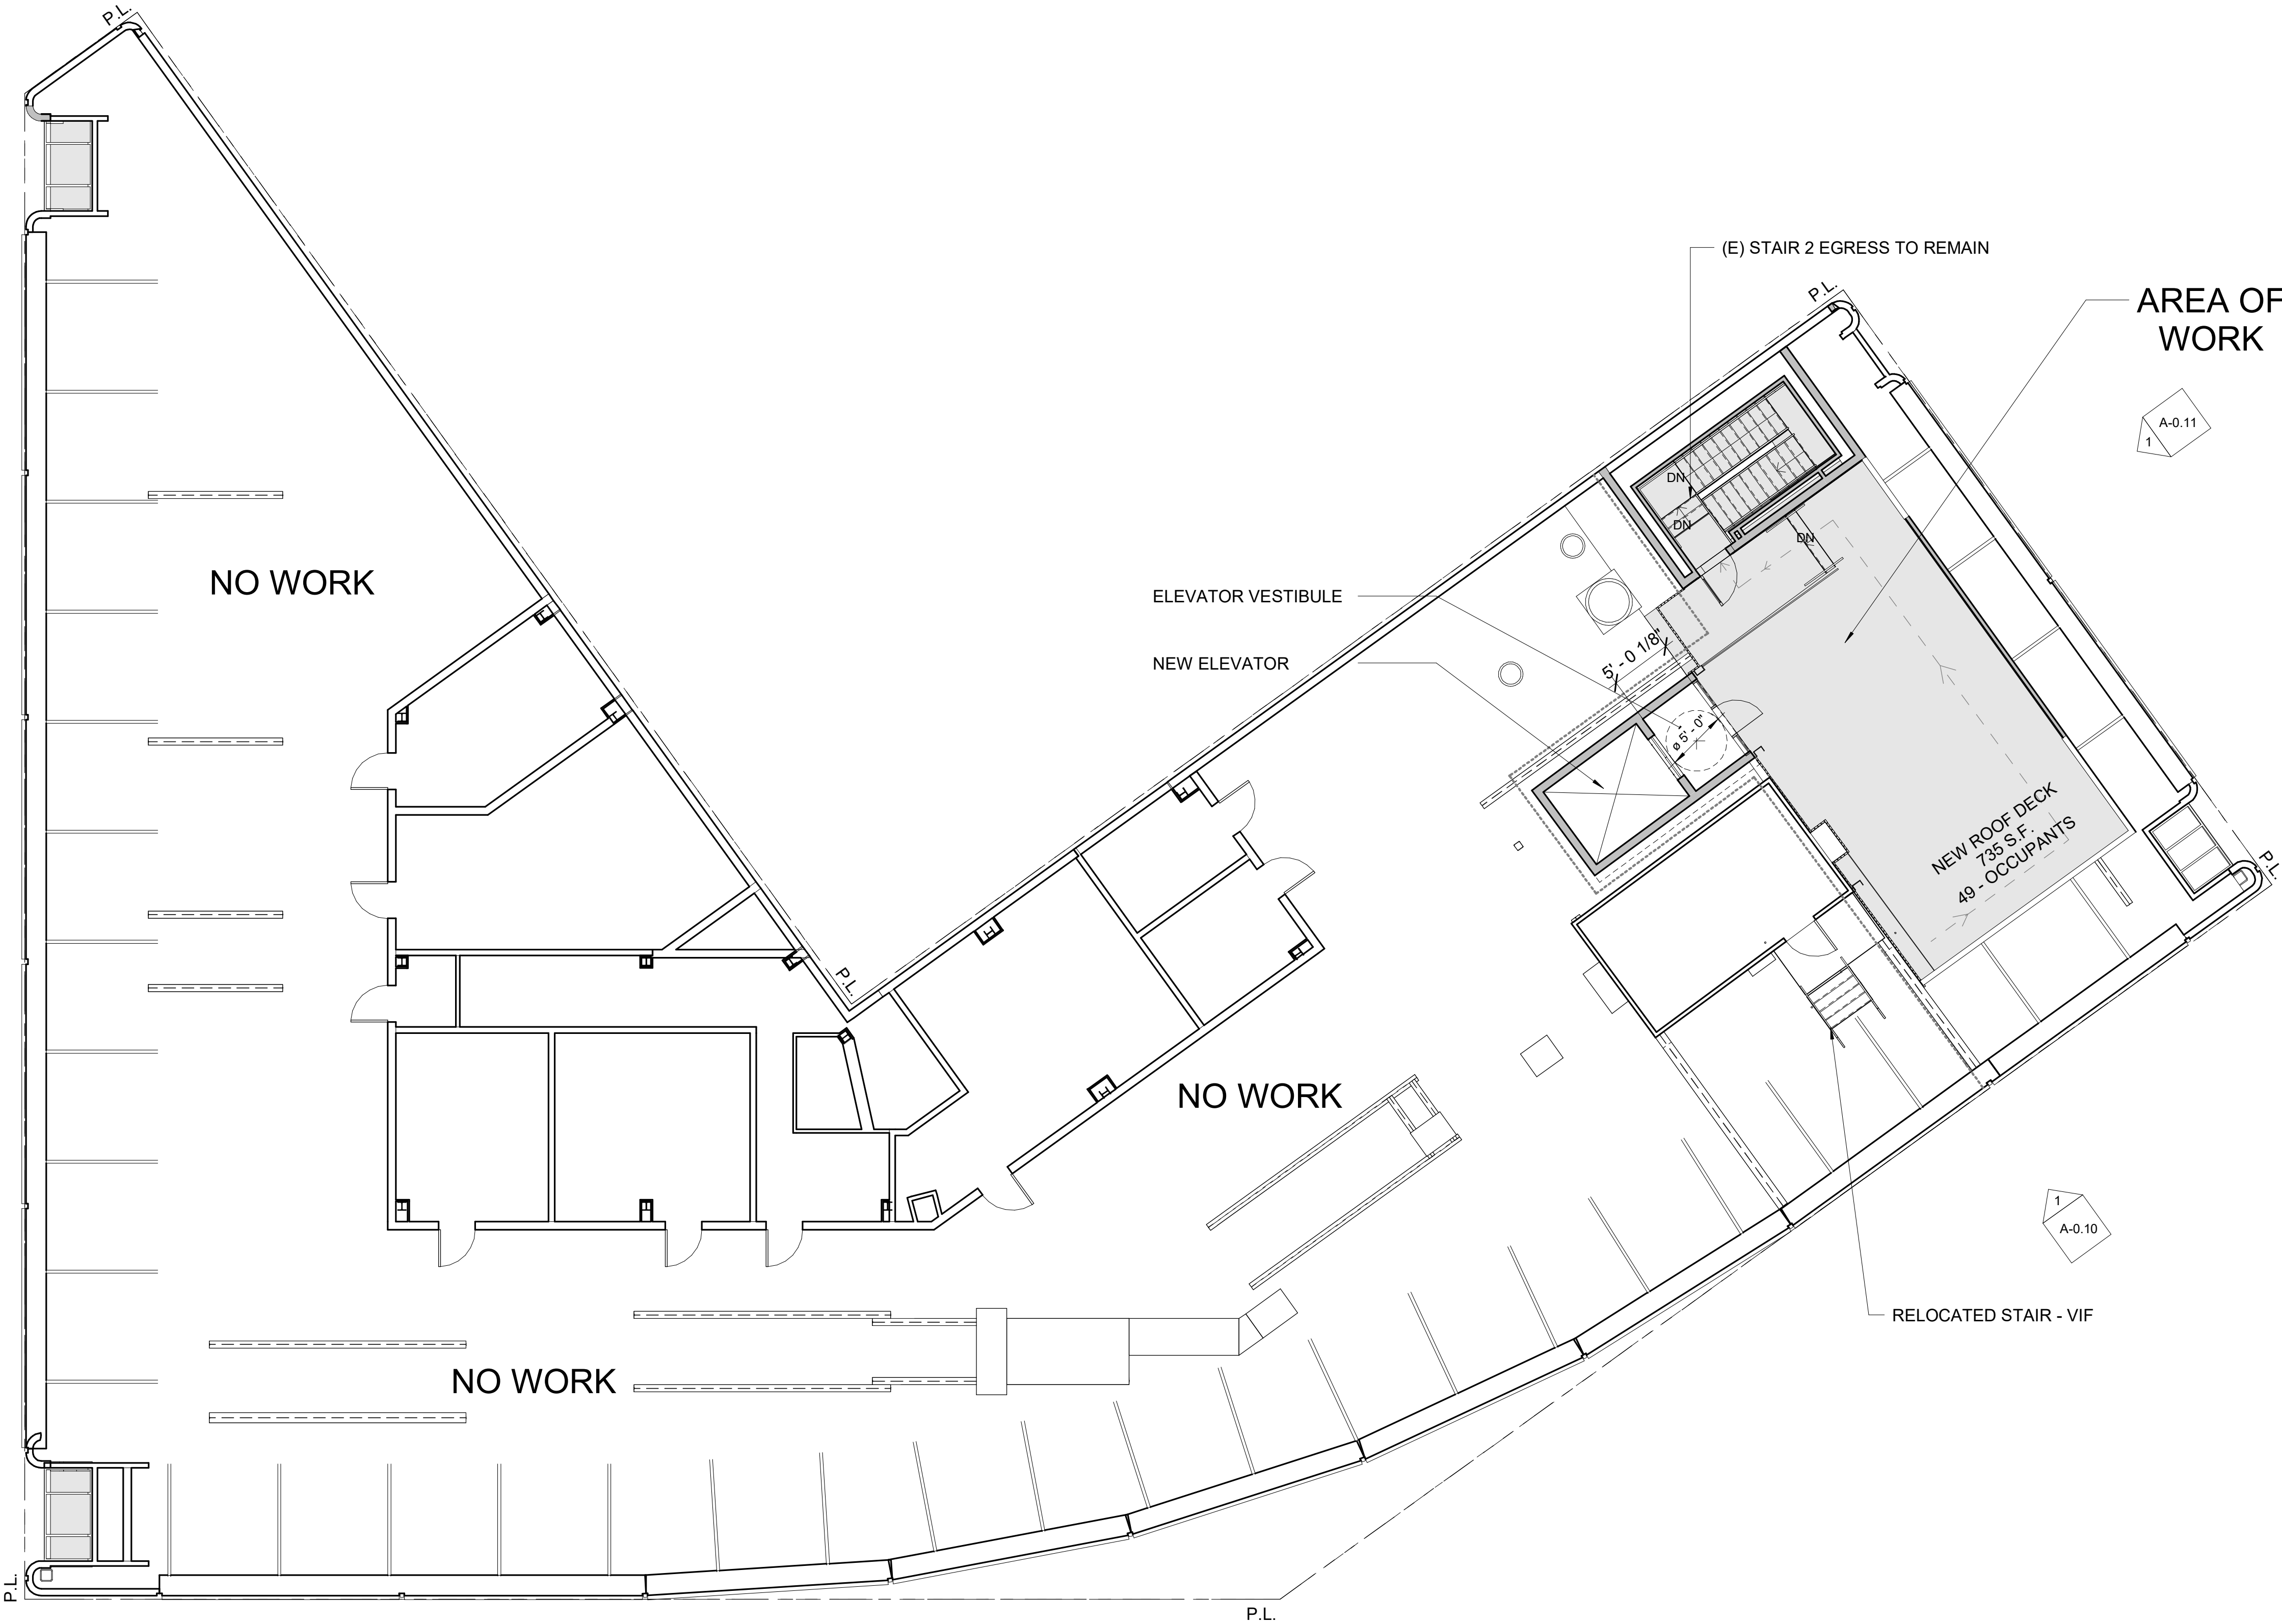 P.L.
(E) STAIR 2 EGRESS TO REMAIN
P.L.
AREA OF
WORK
A-0.11
1
DN
DN
DN
NO WORK
ELEVATOR VESTIBULE
5' - 0 1/8"
NEW ELEVATOR
ø 5' - 0"
NEW ROOF DECK
735 S.F.
49 - OCCUPANTS
P.L.
P.L.
NO WORK
1
A-0.10
RELOCATED STAIR - VIF
NO WORK
P.L.
P.L.